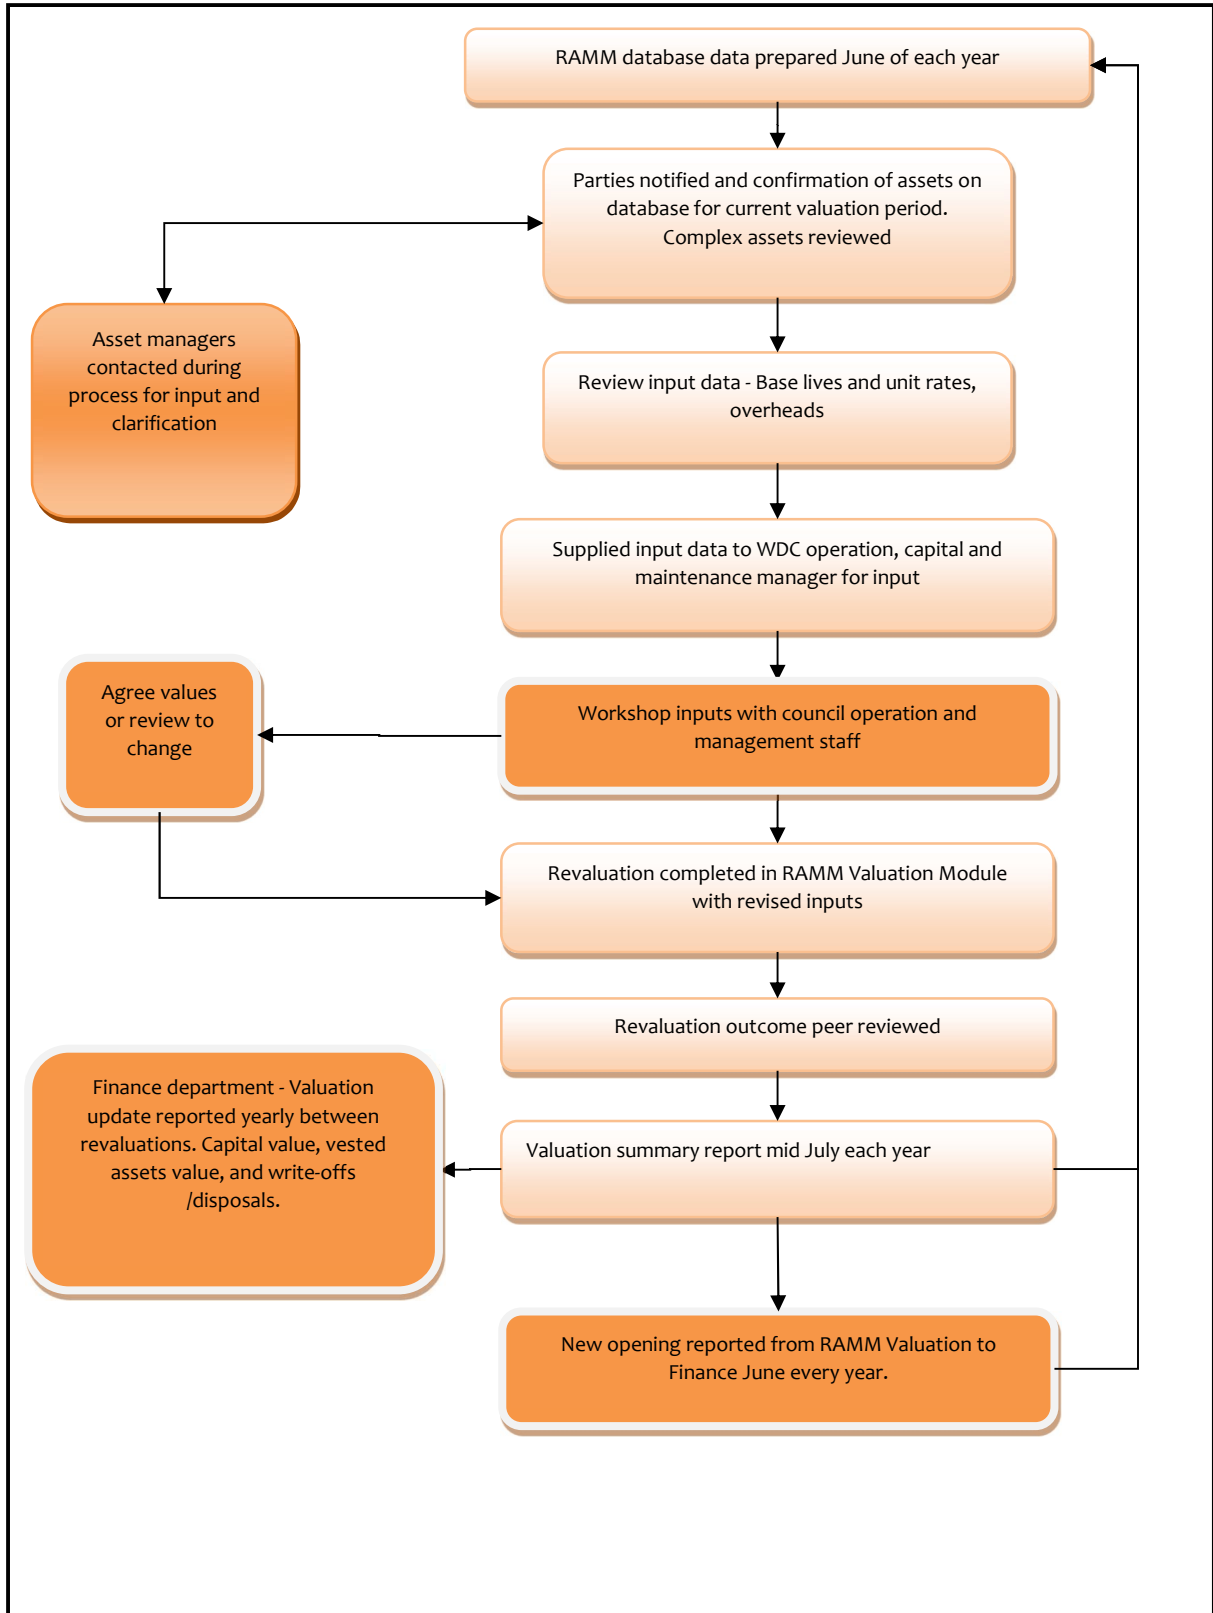 RAMM database data prepared June of each year
Parties notified and confirmation of assets on
database for current valuation period.
Complex assets reviewed
Asset managers
contacted during
process for input and
clarification
Review input data - Base lives and unit rates,
overheads
Supplied input data to WDC operation, capital and
maintenance manager for input
Agree values
or review to
change
Workshop inputs with council operation and
management staff
Revaluation completed in RAMM Valuation Module
with revised inputs
Revaluation outcome peer reviewed
Finance department - Valuation
update reported yearly between
revaluations. Capital value, vested
assets value, and write-offs
/disposals.
Valuation summary report mid July each year
New opening reported from RAMM Valuation to
Finance June every year.